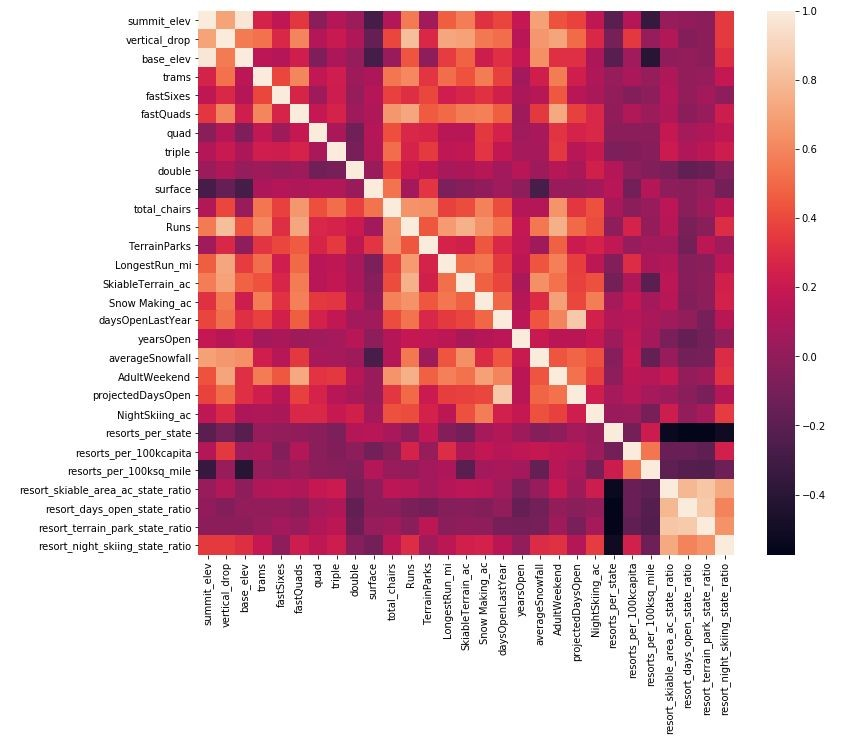 summit_elev
vertical_drop
base_elev
trams
fastSixes
fastQuads
quad
triple
double
surface
total_chairs
Runs
TerrainParks
LongestRun_mi
SkiableTerrain_ac
Snow Making_ac
daysOpenLastYear
yearsOpen
averageSnowfall
AdultWeekend
projectedDaysOpen
NightSkiing_ac
resorts_per_state
resorts_per_100kcapita
resorts_per_100ksq_mile
resort_skiable_area_ac_state_ratio
resort_days_open_state_ratio
resort_terrain_park_state_ratio
resort_night_skiing_state_ratio
summit_elev
vertical_drop
base_elev
trams
fastSixes
fastQuads
quad
triple
double
surface
total_chairs
Runs
TerrainParks
LongestRun_mi
SkiableTerrain_ac
Snow Making_ac
daysOpenLastYear
yearsOpen
averageSnowfall
AdultWeekend
projectedDaysOpen
NightSkiing_ac
resorts_per_state
resorts_per_100kcapita
resorts_per_100ksq_mile
resort_skiable_area_ac_state_ratio
resort_days_open_state_ratio
resort_terrain_park_state_ratio
resort_night_skiing_state_ratio
1.0
0.8
0.6
0.4
0.2
0.0
−0.2
−0.4